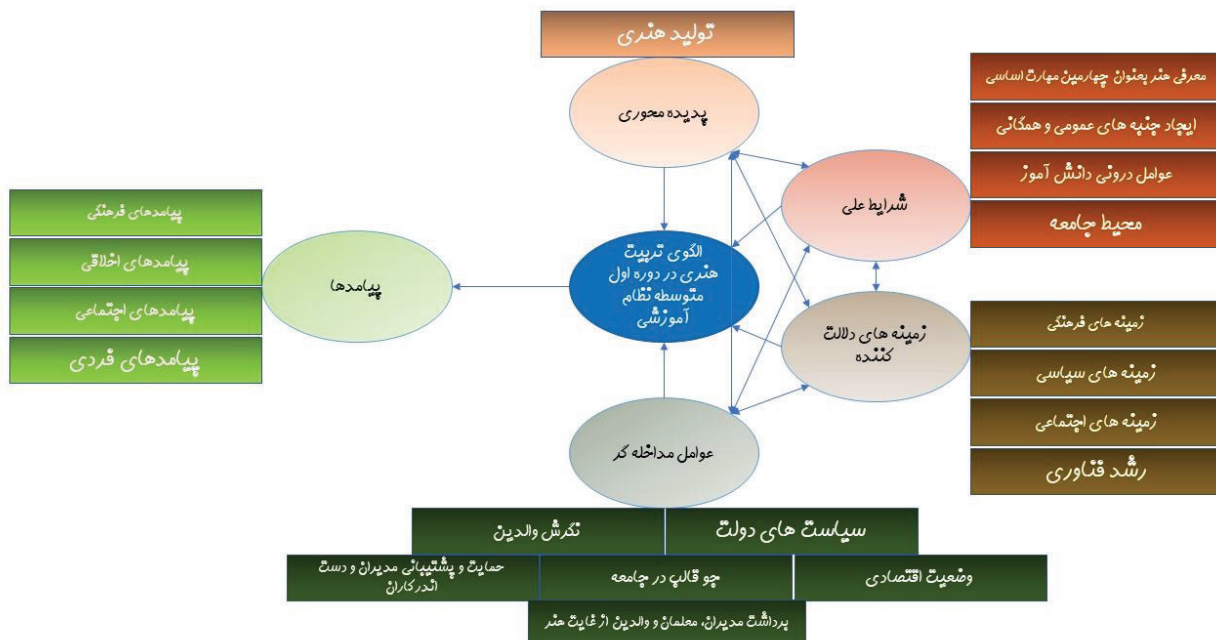 تولید هنری
پدیده محوری
معرفی هنر بعنوان چهارمین مهارت اساسی
ایجاد جنبه های عمومی و همگانی
عوامل درونی دانش آموز
محیط جامعه
شرایط علی
پیامدهای فرهنگی
پیامدهای اخلاقی
پیامدهای اجتماعی
پیامدهای فردی
پیامدها
الگوی تربیت
هنری در دوره اول
متوسطه نظام
آموزشی
زمینه های دلالت
کننده
زمینه های فرهنگی
زمینه های سیاسی
زمینه های اجتماعی
رشد فناوری
عوامل مداخله گر
سیاست های دولت
نگرش والدین
وضعیت اقتصادی
جو قالب در جامعه
حمایت و پشتیبانی مدیران و دست
اندرکاران
برداشت مدیران، معلمان و والدین از غایت هنر